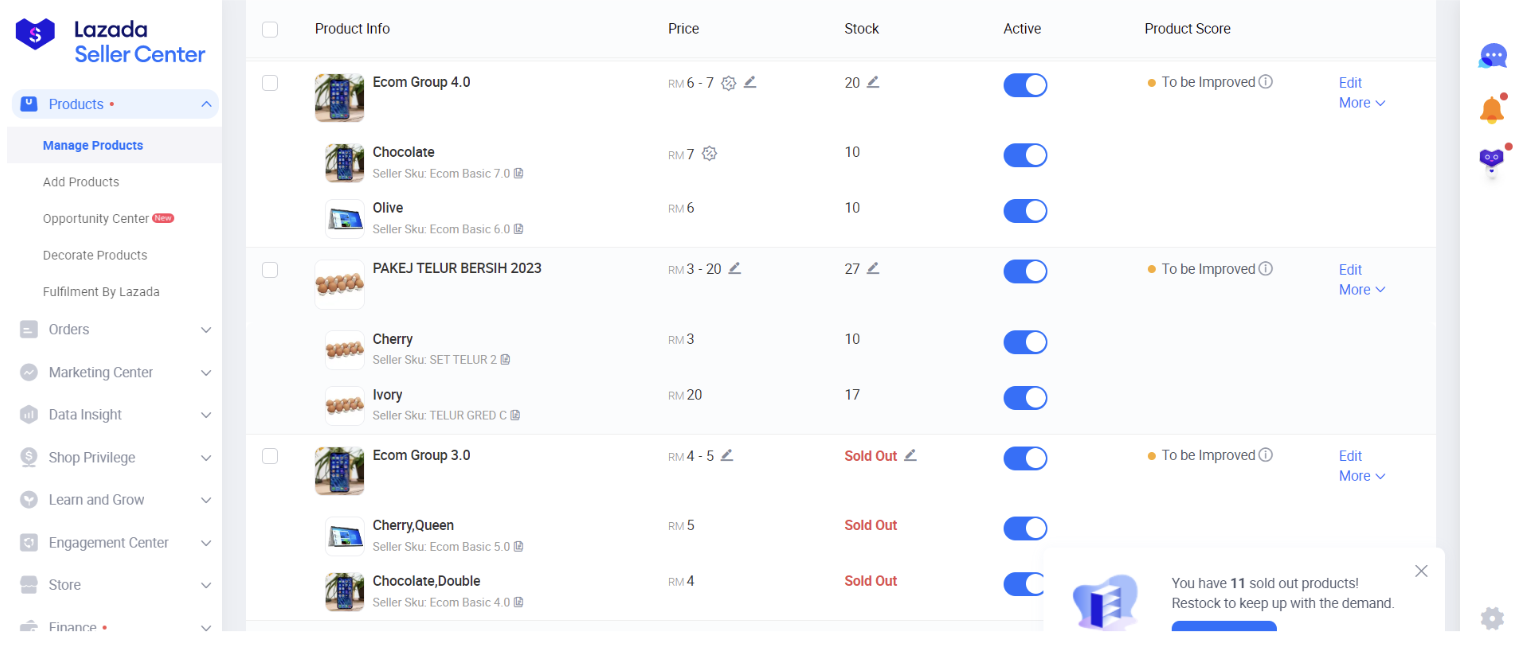 Lazada
Seller Center
Products
Manage Products
Add Products
Opportunity Center New
Decorate Products
Fulfilment By Lazada
Orders
Marketing Center
Data Insight
Shop Privilege
Learn and Grow
Engagement Center
Store
Finance
Product Info Price Stock Active Product Score
Ecom Group 4.0 RM 6 - 7 20 To be Improved Edit
More
Chocolate RM 7 10
Seller Sku: Ecom Basic 7.0
Olive RM 6 10
Seller Sku: Ecom Basic 6.0
PAKEJ TELUR BERSIH 2023 RM 3 - 20 27 To be Improved Edit
More
Cherry RM 3 10
Seller Sku: SET TELUR 2
Ivory RM 20 17
Seller Sku: TELUR GRED C
Ecom Group 3.0 RM 4 - 5 Sold Out To be Improved Edit
More
Cherry,Queen RM 5 Sold Out
Seller Sku: Ecom Basic 5.0
Chocolate,Double RM 4 Sold Out
Seller Sku: Ecom Basic 4.0
You have 11 sold out products!
Restock to keep up with the demand.